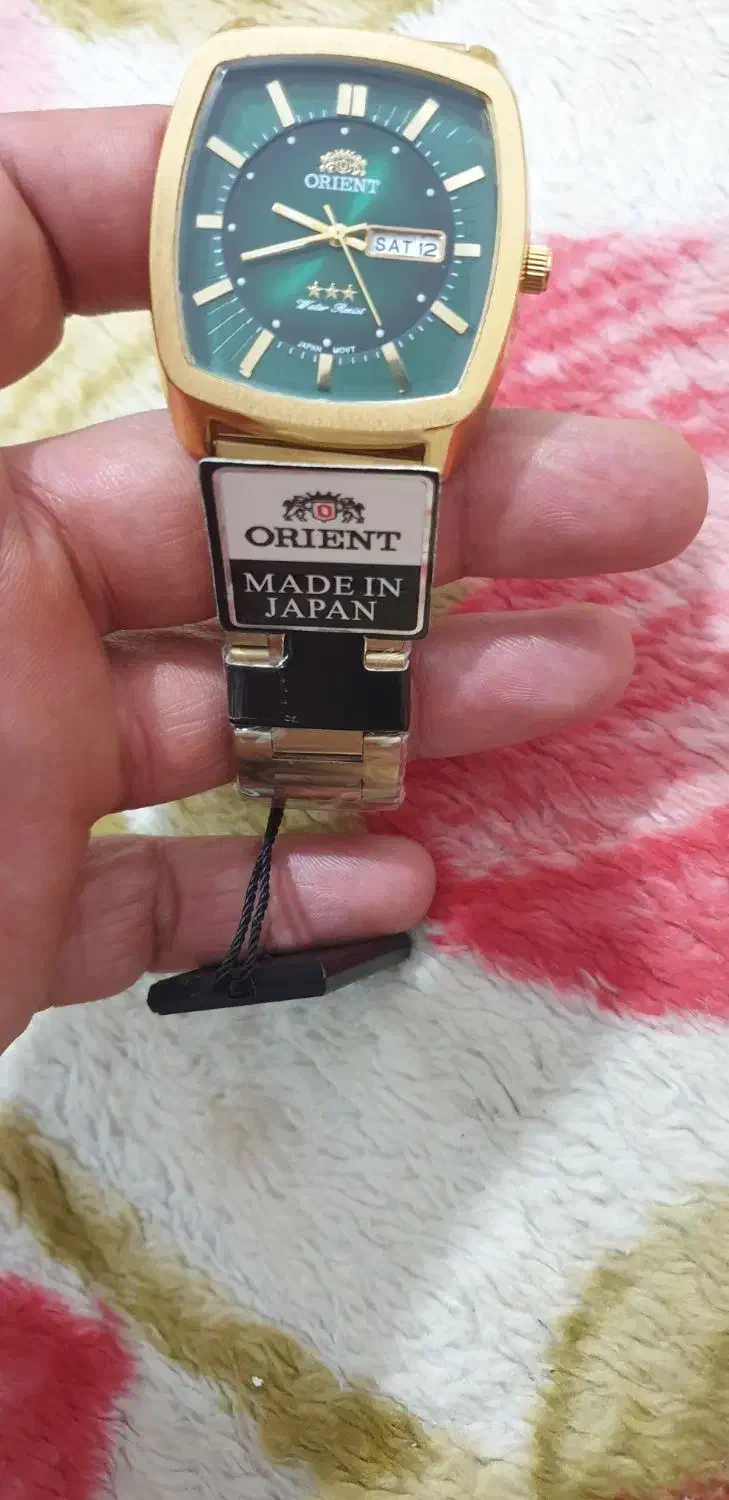 ORIENT
SAT 12
Water Resist
JAPAN MOVT
ORIENT
MADE IN
JAPAN